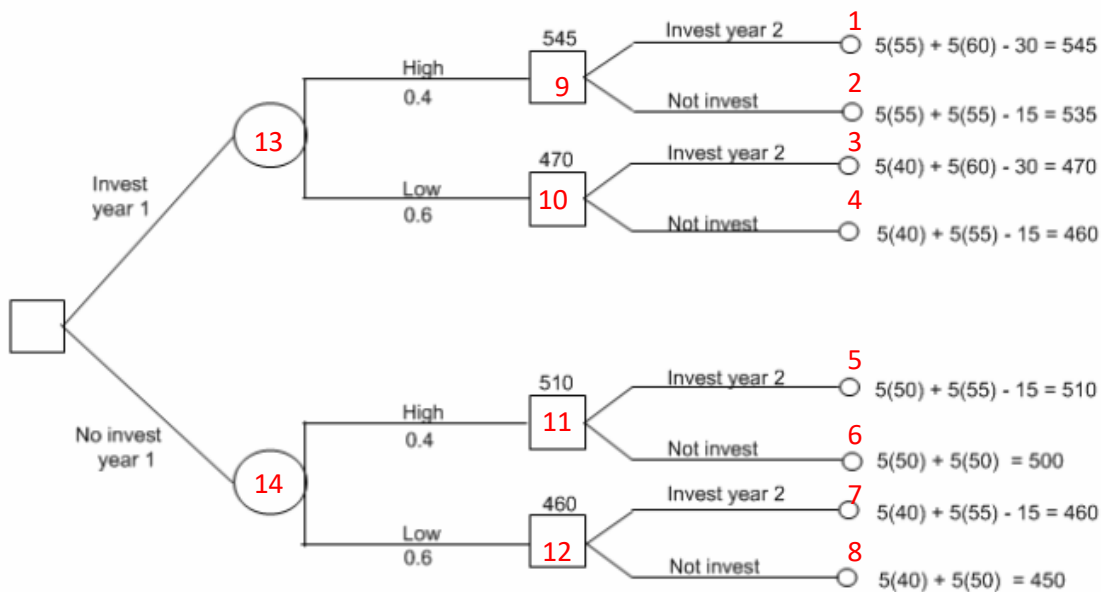 1
545
Invest year 2
5(55) + 5(60) - 30 = 545
High
9
2
0.4
Not invest
5(55) + 5(55) - 15 = 535
13
3
470
Invest year 2
5(40) + 5(60) - 30 = 470
Invest
year 1
Low
10
4
0.6
Not invest
5(40) + 5(55) - 15 = 460
5
510
Invest year 2
5(50) + 5(55) - 15 = 510
High
11
6
No invest
year 1
0.4
Not invest
5(50) + 5(50) = 500
14
7
460
Invest year 2
5(40) + 5(55) - 15 = 460
Low
12
8
0.6
Not invest
5(40) + 5(50) = 450